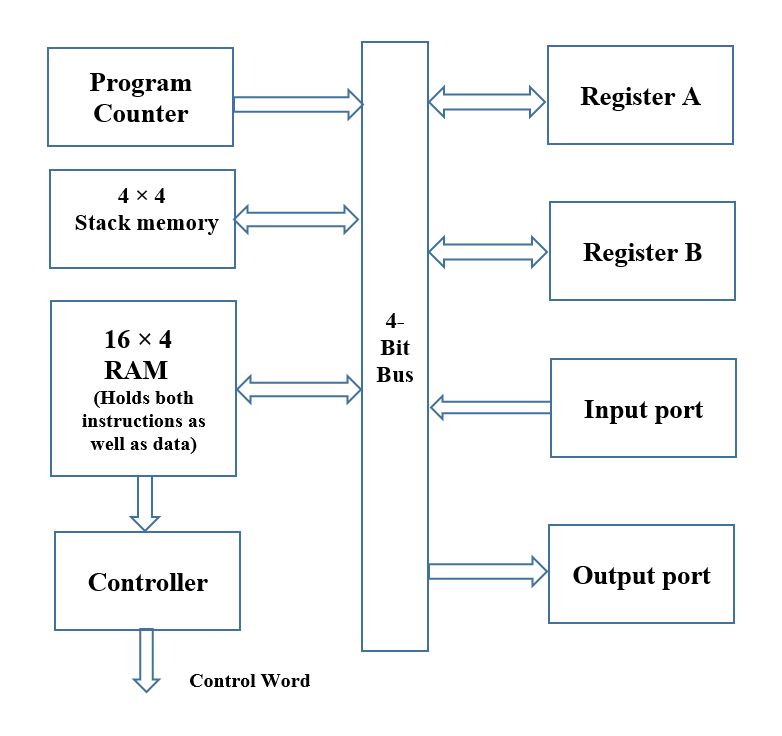 Program
Counter
4 × 4
Stack memory
16 × 4
RAM
(Holds both
instructions as
well as data)
Controller
Control Word
4-
Bit
Bus
Register A
Register B
Input port
Output port